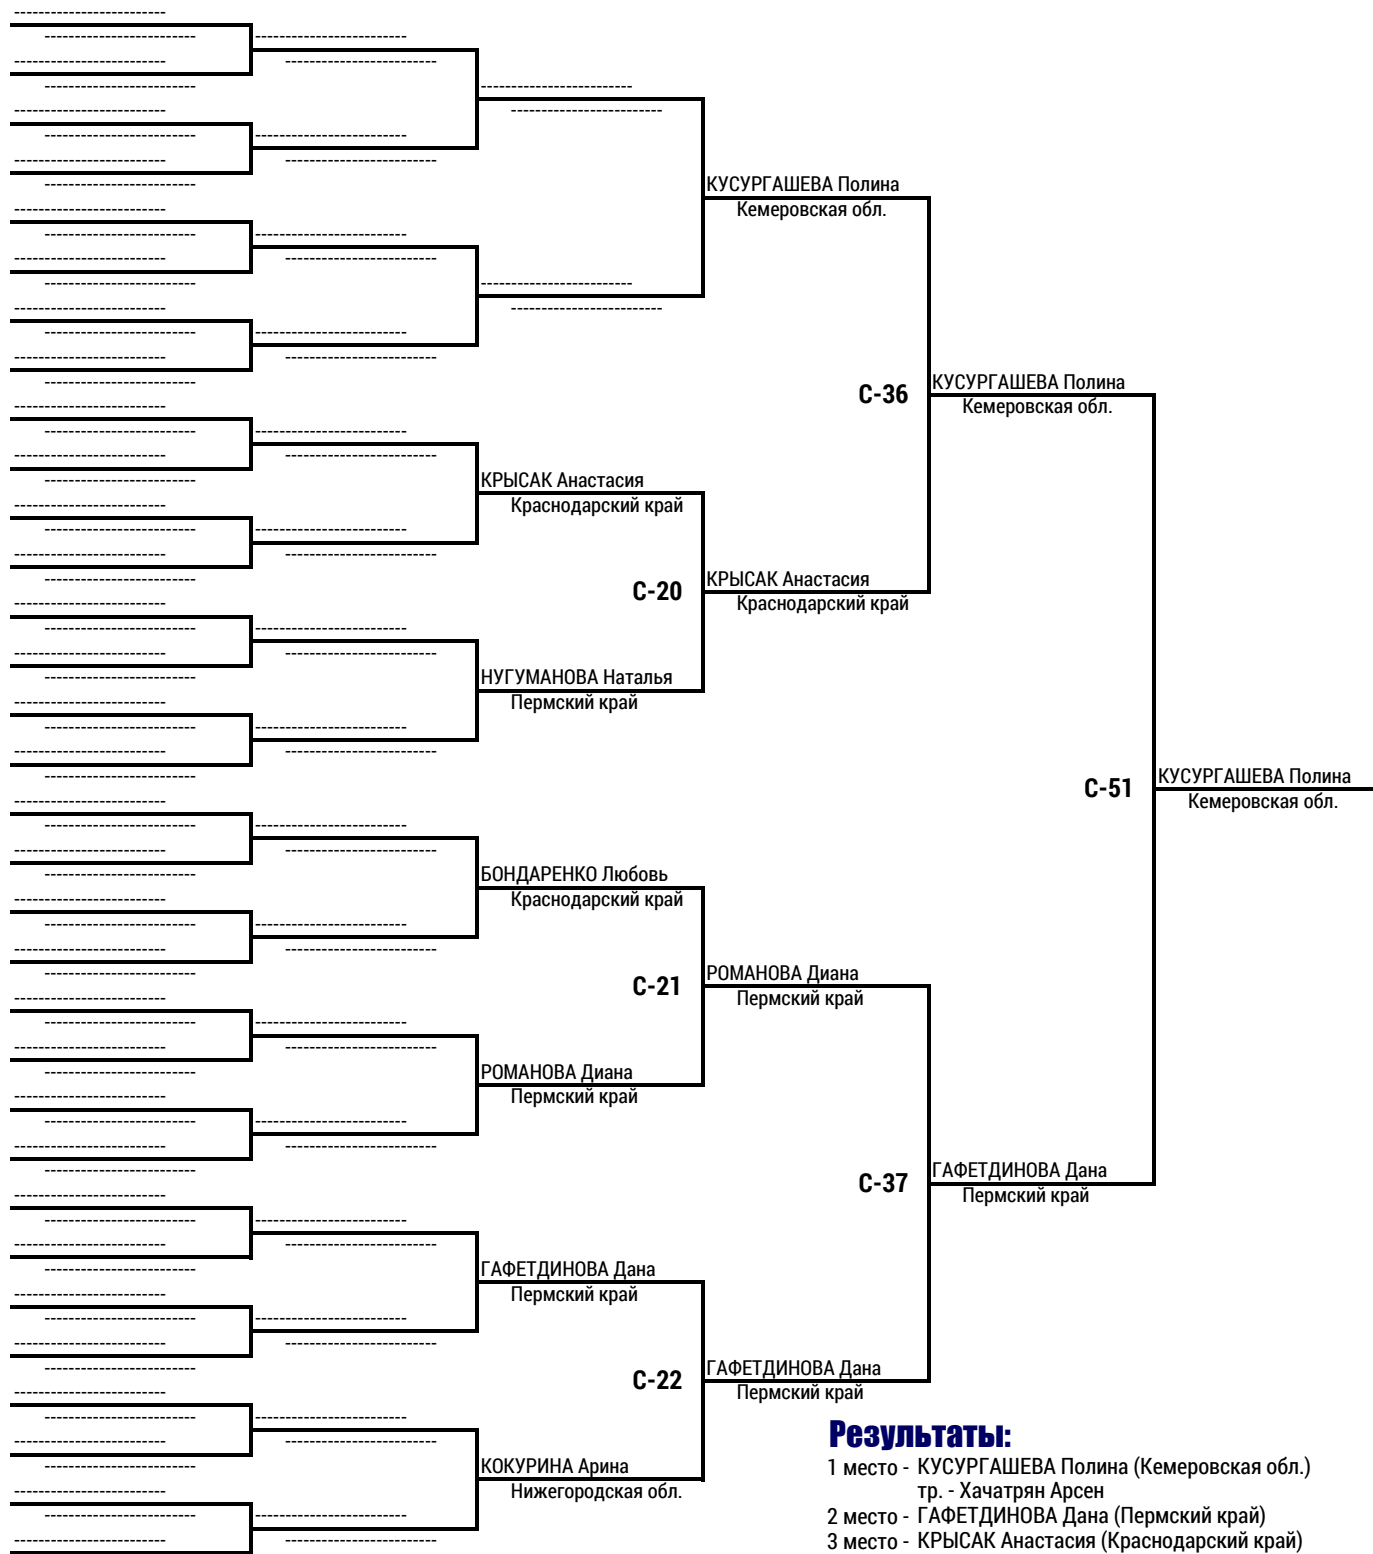 КУСУРГАШЕВА Полина
Кемеровская обл.
С-36
КУСУРГАШЕВА Полина
Кемеровская обл.
КРЫСАК Анастасия
Краснодарский край
С-20
КРЫСАК Анастасия
Краснодарский край
НУГУМАНОВА Наталья
Пермский край
С-51
КУСУРГАШЕВА Полина
Кемеровская обл.
БОНДАРЕНКО Любовь
Краснодарский край
С-21
РОМАНОВА Диана
Пермский край
РОМАНОВА Диана
Пермский край
С-37
ГАФЕТДИНОВА Дана
Пермский край
ГАФЕТДИНОВА Дана
Пермский край
С-22
ГАФЕТДИНОВА Дана
Пермский край
КОКУРИНА Арина
Нижегородская обл.
Результаты:
1 место - КУСУРГАШЕВА Полина (Кемеровская обл.)
тр. - Хачатрян Арсен
2 место - ГАФЕТДИНОВА Дана (Пермский край)
3 место - КРЫСАК Анастасия (Краснодарский край)